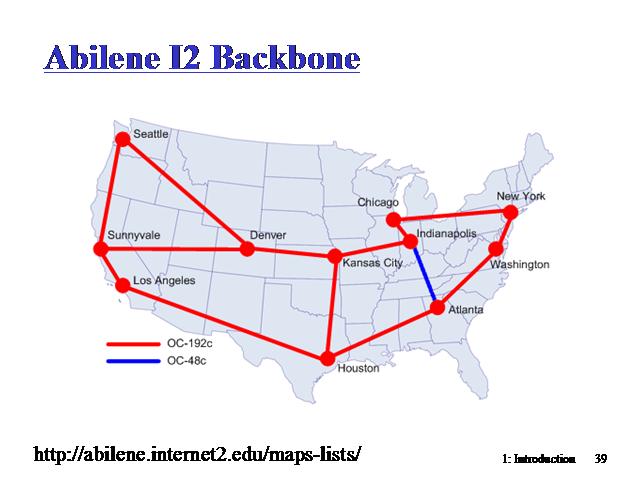 Abilene I2 Backbone
Seattle
New York
Chicago
Sunnyvale
Denver
Indianapolis
Kansas City
Washington
Los Angeles
Atlanta
OC-192c
OC-48c
Houston
http://abilene.internet2.edu/maps-lists/
1: Introduction 39